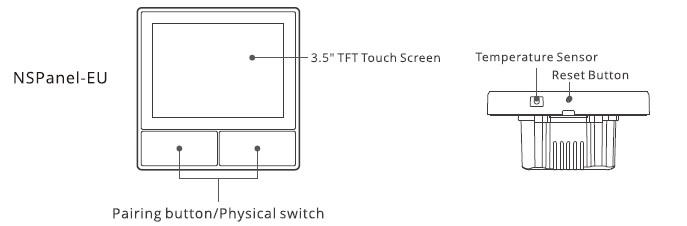 NSPanel-EU
3.5" TFT Touch Screen
Temperature Sensor
Reset Button
Pairing button/Physical switch